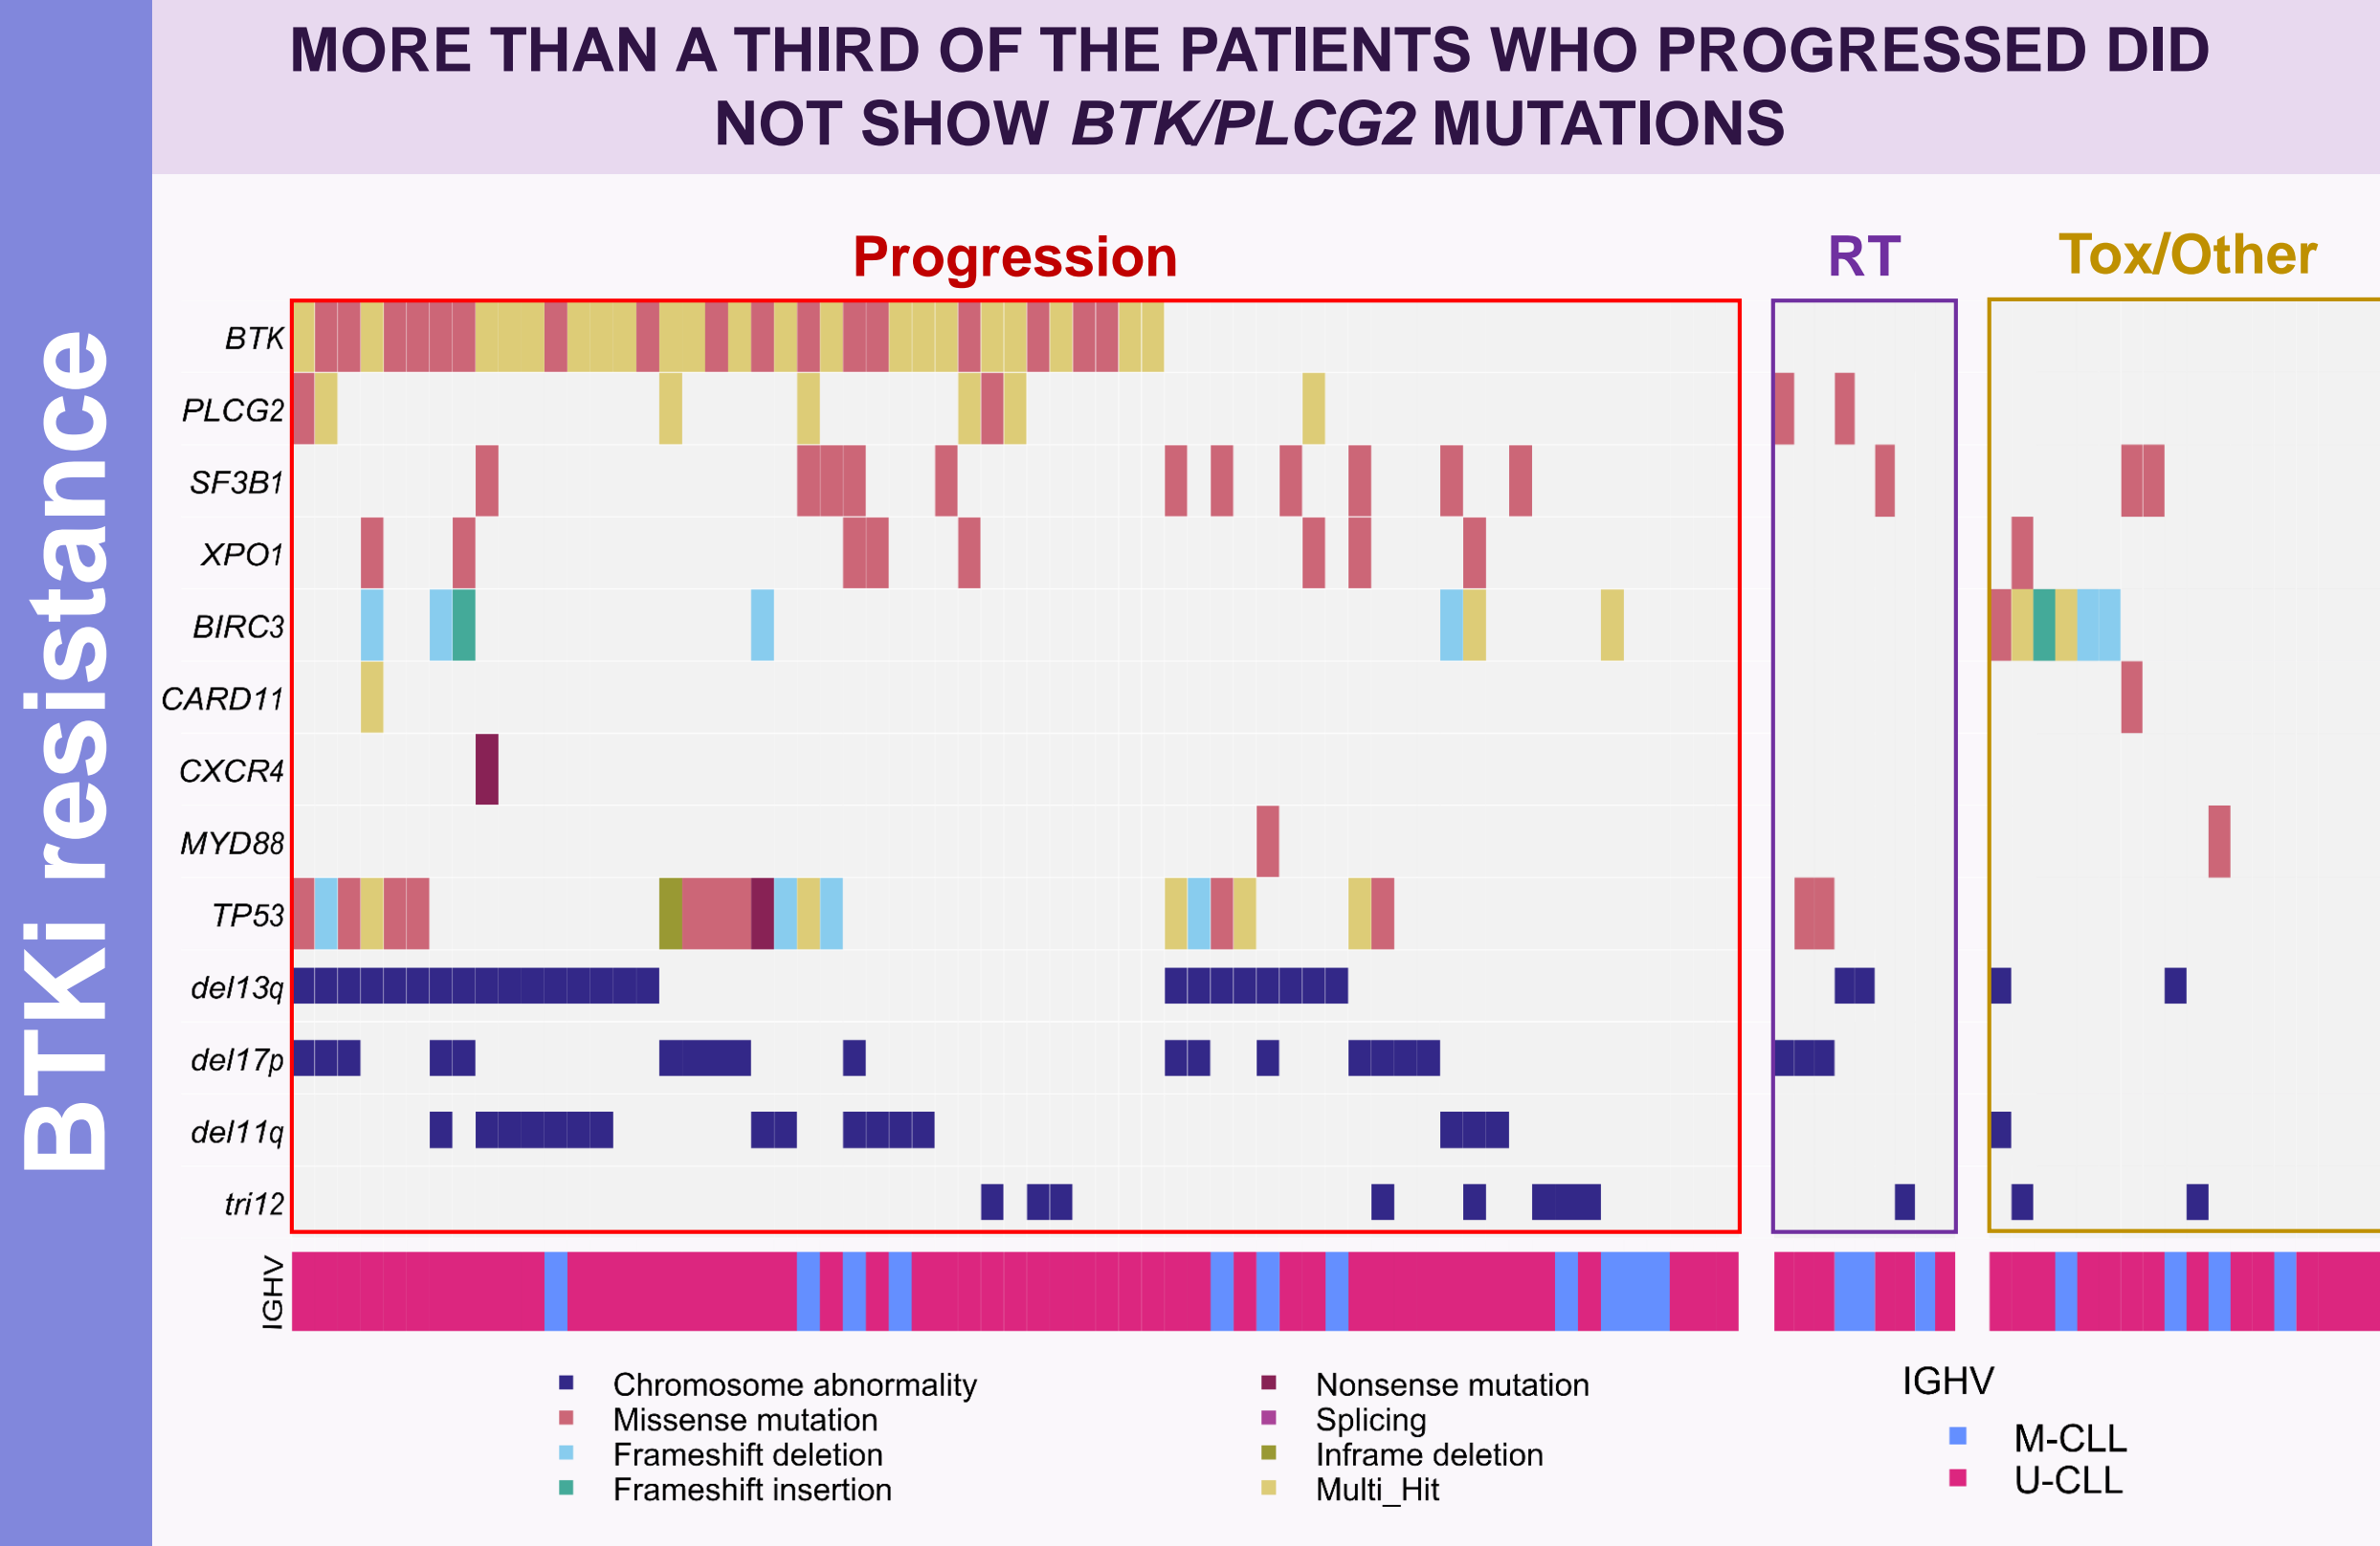 MORE THAN A THIRD OF THE PATIENTS WHO PROGRESSED DID
NOT SHOW BTK/PLCG2 MUTATIONS
BTKi resistance
Progression
RT
Tox/Other
BTK
PLCG2
SF3B1
XPO1
BIRC3
CARD11
CXCR4
MYD88
TP53
del13q
del17p
del11q
tri12
IGHV
Chromosome abnormality
Missense mutation
Frameshift deletion
Frameshift insertion
Nonsense mutation
Splicing
Inframe deletion
Multi_Hit
IGHV
M-CLL
U-CLL